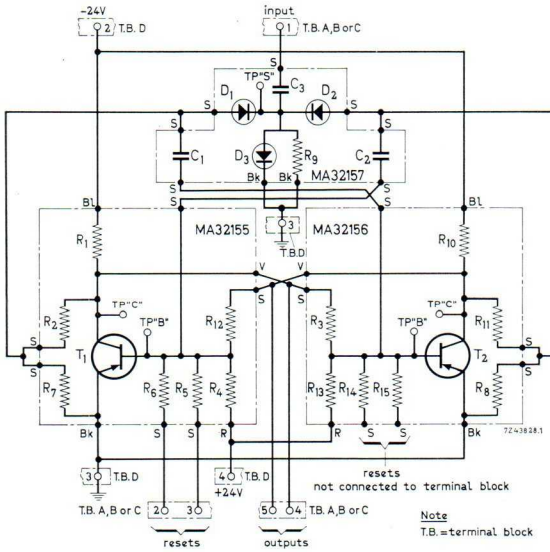 -24V
input
2 T.B. D
1 T.B. A, B or C
TP"S"
C3
D1
D2
S
S
S
S
S
C1
D3
R9
C2
MA32157
Bk
Bk
S
S
S
S
3
T.B.D
Bl
Bl
MA32155
MA32156
R1
R10
V
V
S
S
TP"C"
TP"C"
R2
R12
R3
R11
TP"B"
TP"B"
S
S
T1
T2
S
S
R7
R6
R5
R4
R13
R14
R15
R8
7Z43828.1
Bk
S
S
R
R
S
S
Bk
3 T.B. D
4 T.B. D
+24V
resets
not connected to terminal block
T.B. A, B or C
2
3
5
4
T.B. A, B or C
resets
outputs
Note
T.B. = terminal block